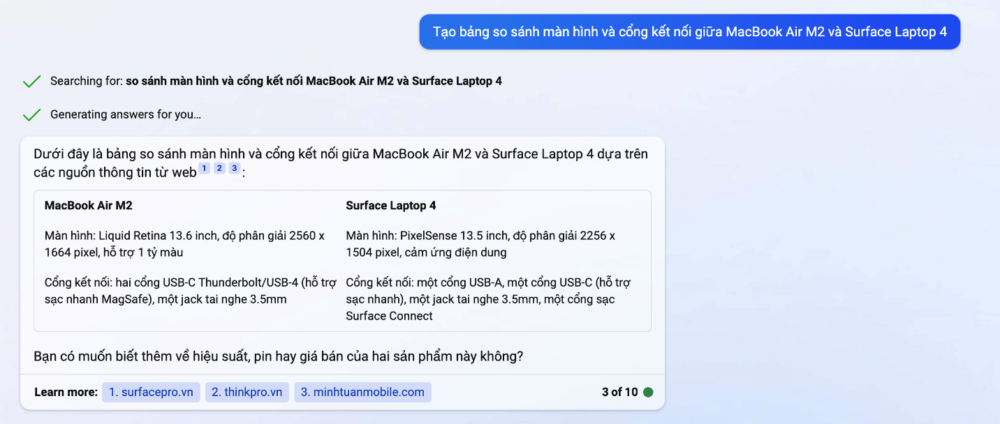 Tạo bảng so sánh màn hình và cổng kết nối giữa MacBook Air M2 và Surface Laptop 4
Searching for: so sánh màn hình và cổng kết nối MacBook Air M2 và Surface Laptop 4
Generating answers for you...
Dưới đây là bảng so sánh màn hình và cổng kết nối giữa MacBook Air M2 và Surface Laptop 4 dựa trên
các nguồn thông tin từ web 1 2 3 :
MacBook Air M2
Màn hình: Liquid Retina 13.6 inch, độ phân giải 2560 x
1664 pixel, hỗ trợ 1 tỷ màu
Cổng kết nối: hai cổng USB-C Thunderbolt/USB-4 (hỗ trợ
sạc nhanh MagSafe), một jack tai nghe 3.5mm
Surface Laptop 4
Màn hình: PixelSense 13.5 inch, độ phân giải 2256 x
1504 pixel, cảm ứng điện dung
Cổng kết nối: một cổng USB-A, một cổng USB-C (hỗ trợ
sạc nhanh), một jack tai nghe 3.5mm, một cổng sạc
Surface Connect
Bạn có muốn biết thêm về hiệu suất, pin hay giá bán của hai sản phẩm này không?
Learn more: 1. surfacepro.vn 2. thinkpro.vn 3. minhtuanmobile.com 3 of 10